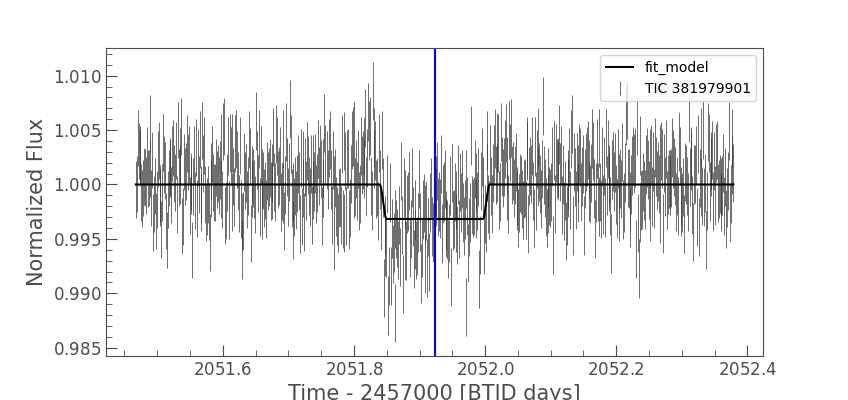 fit_model
TIC 381979901
1.010
1.005
1.000
0.995
0.990
0.985
Normalized Flux
2051.6 2051.8 2052.0 2052.2 2052.4
Time - 2457000 [BTJD days]